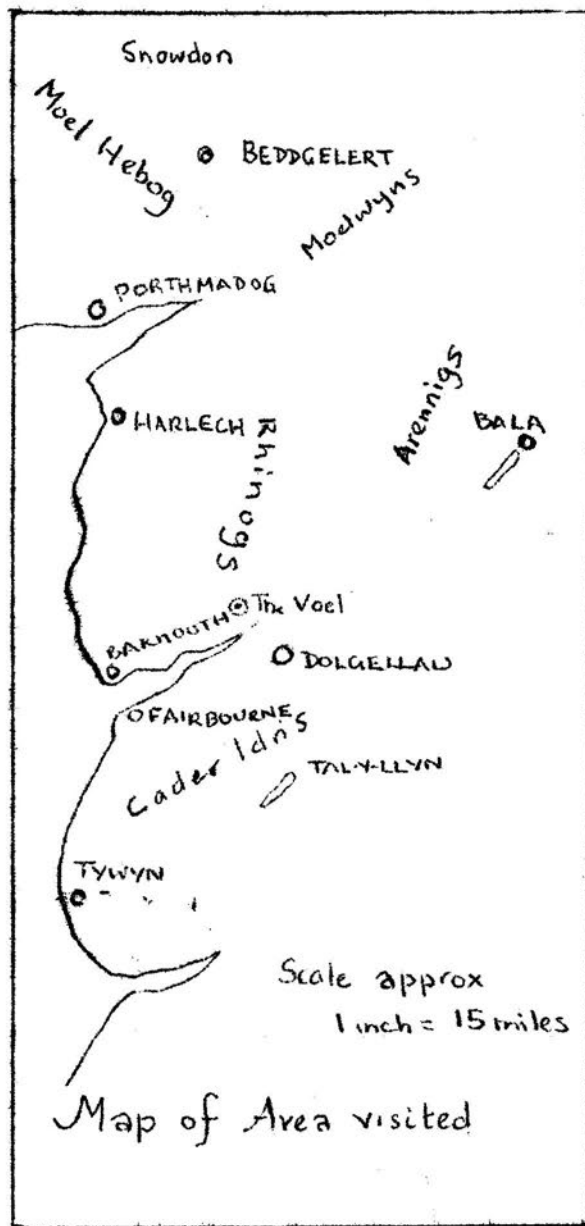 Snowdon
Moel Hebog
BEDDGELERT
Moelwyns
PORTHMADOG
HARLECH
Rhinogs
Arennigs
BALA
The Voel
BARMOUTH
DOLGELLAU
FAIRBOURNE
Cader Idris
TAL-Y-LLYN
TYWYN
Scale approx
1 inch = 15 miles
Map of Area visited